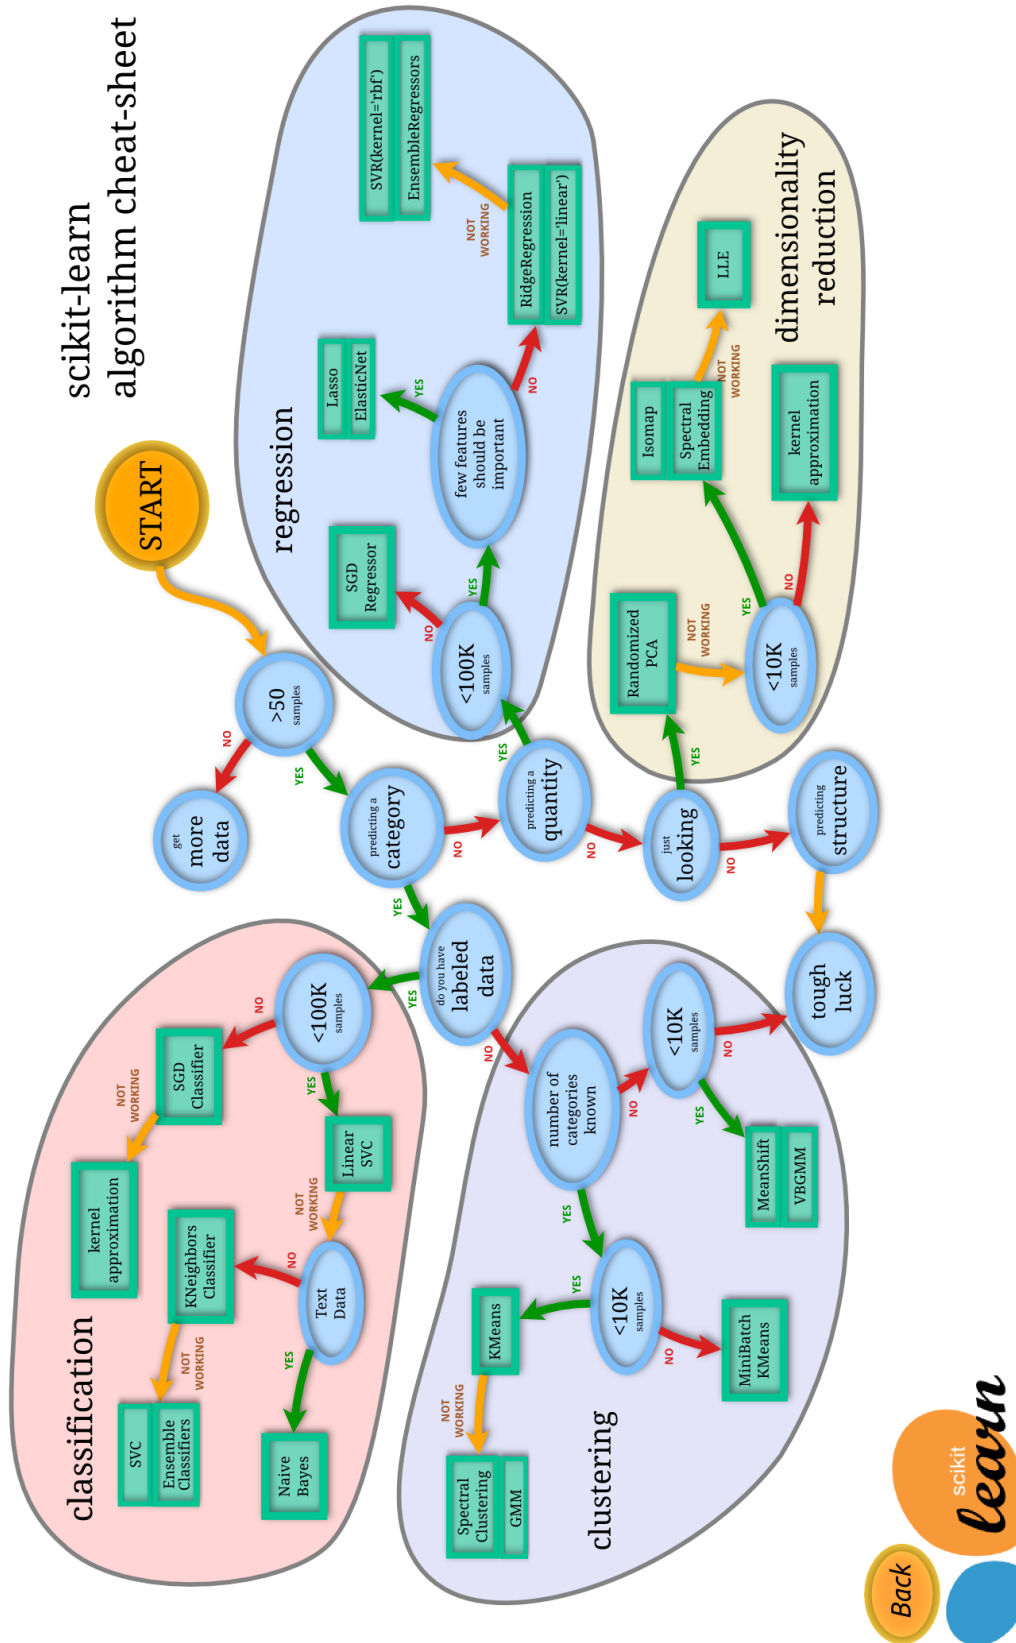 scikit-learn
algorithm cheat-sheet
START
>50
samples
NO
YES
get
more
data
predicting a
category
YES
NO
do you have
labeled
data
YES
NO
predicting a
quantity
YES
NO
just
looking
YES
NO
predicting
structure
tough
luck
classification
<100K
samples
NO
YES
SGD
Classifier
NOT
WORKING
kernel
approximation
Linear
SVC
NOT
WORKING
Text
Data
NO
YES
KNeighbors
Classifier
NOT
WORKING
SVC
Ensemble
Classifiers
Naive
Bayes
clustering
number of
categories
known
YES
NO
<10K
samples
YES
NO
KMeans
NOT
WORKING
Spectral
Clustering
GMM
MiniBatch
KMeans
<10K
samples
YES
NO
MeanShift
VBGMM
regression
<100K
samples
NO
YES
SGD
Regressor
few features
should be
important
YES
NO
Lasso
ElasticNet
RidgeRegression
SVR(kernel='linear')
NOT
WORKING
SVR(kernel='rbf')
EnsembleRegressors
dimensionality
reduction
Randomized
PCA
NOT
WORKING
<10K
samples
YES
NO
Isomap
Spectral
Embedding
NOT
WORKING
LLE
kernel
approximation
Back
scikit
learn